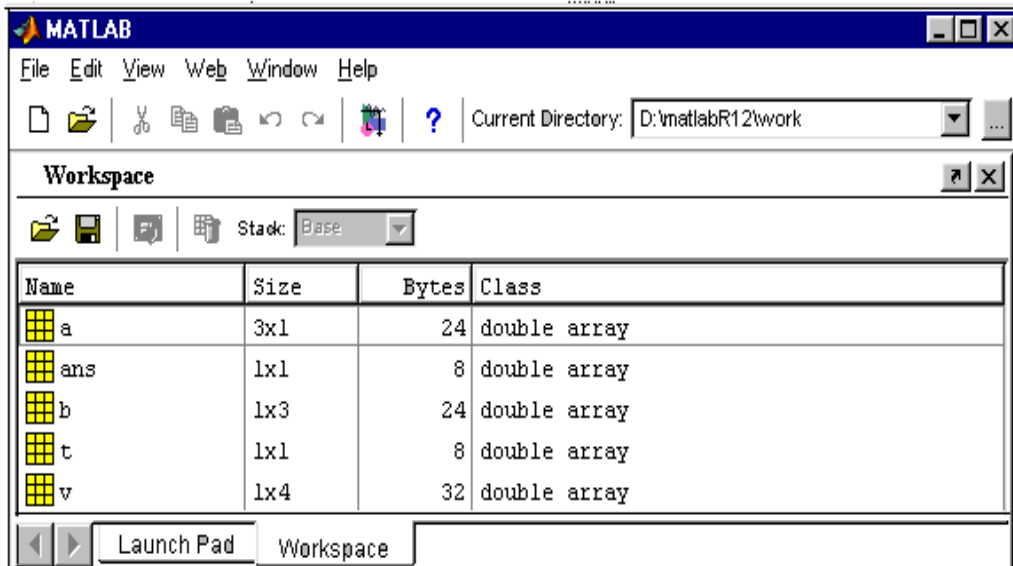 MATLAB
File Edit View Web Window Help
? Current Directory: D:\matlabR12\work ...
Workspace
Stack: Base
Name Size Bytes Class
a 3x1 24 double array
ans 1x1 8 double array
b 1x3 24 double array
t 1x1 8 double array
v 1x4 32 double array
Launch Pad Workspace